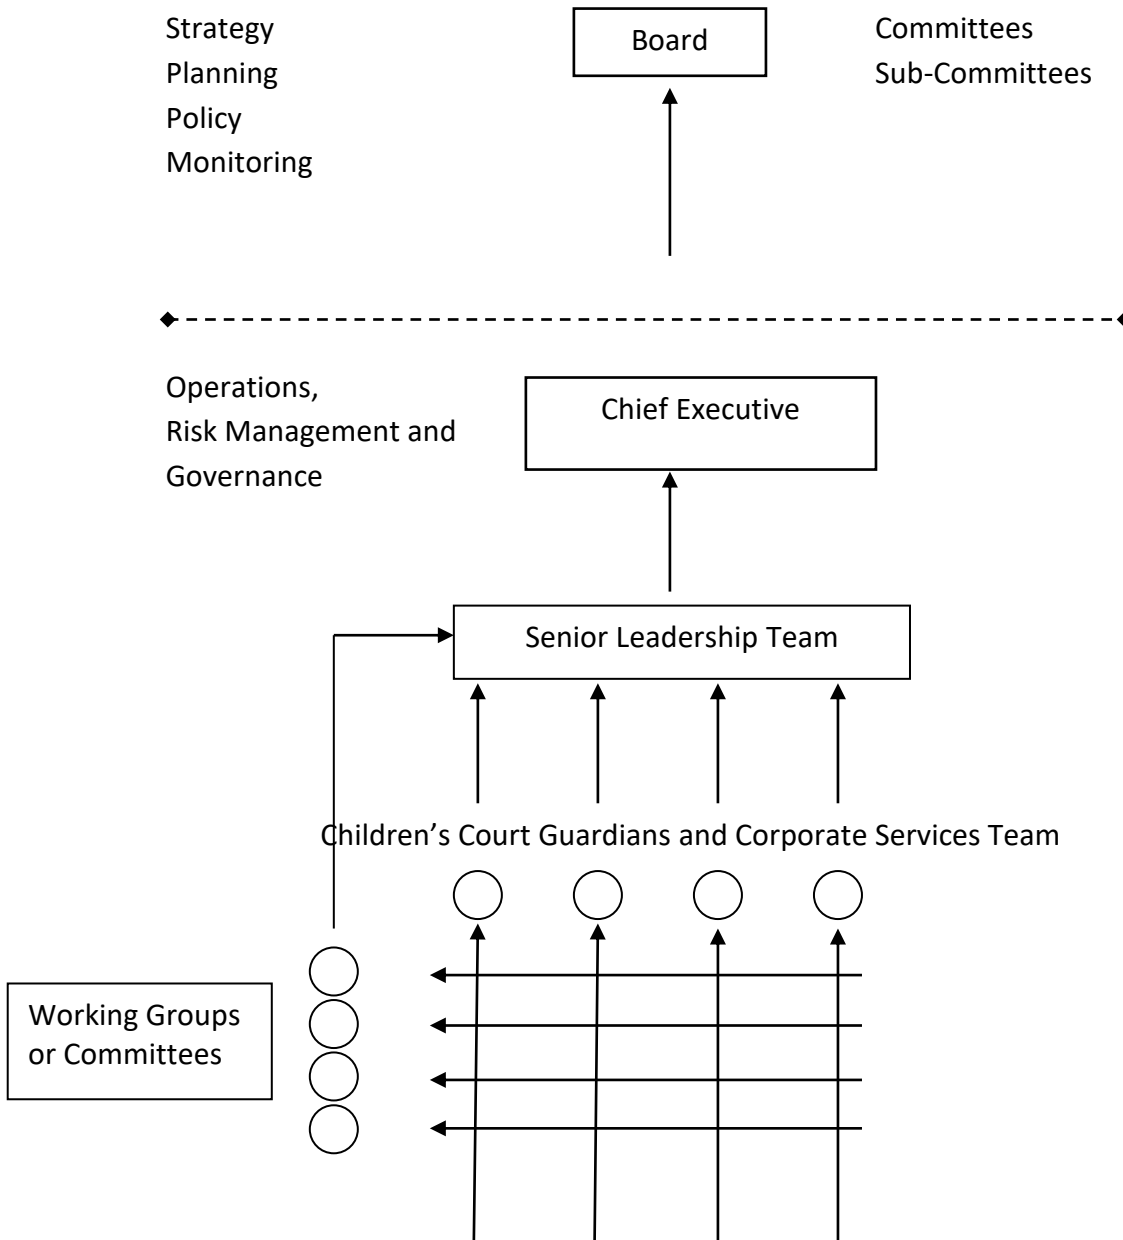 Strategy
Planning
Policy
Monitoring
Board
Committees
Sub-Committees
Operations,
Risk Management and
Governance
Chief Executive
Senior Leadership Team
Children’s Court Guardians and Corporate Services Team
Working Groups
or Committees